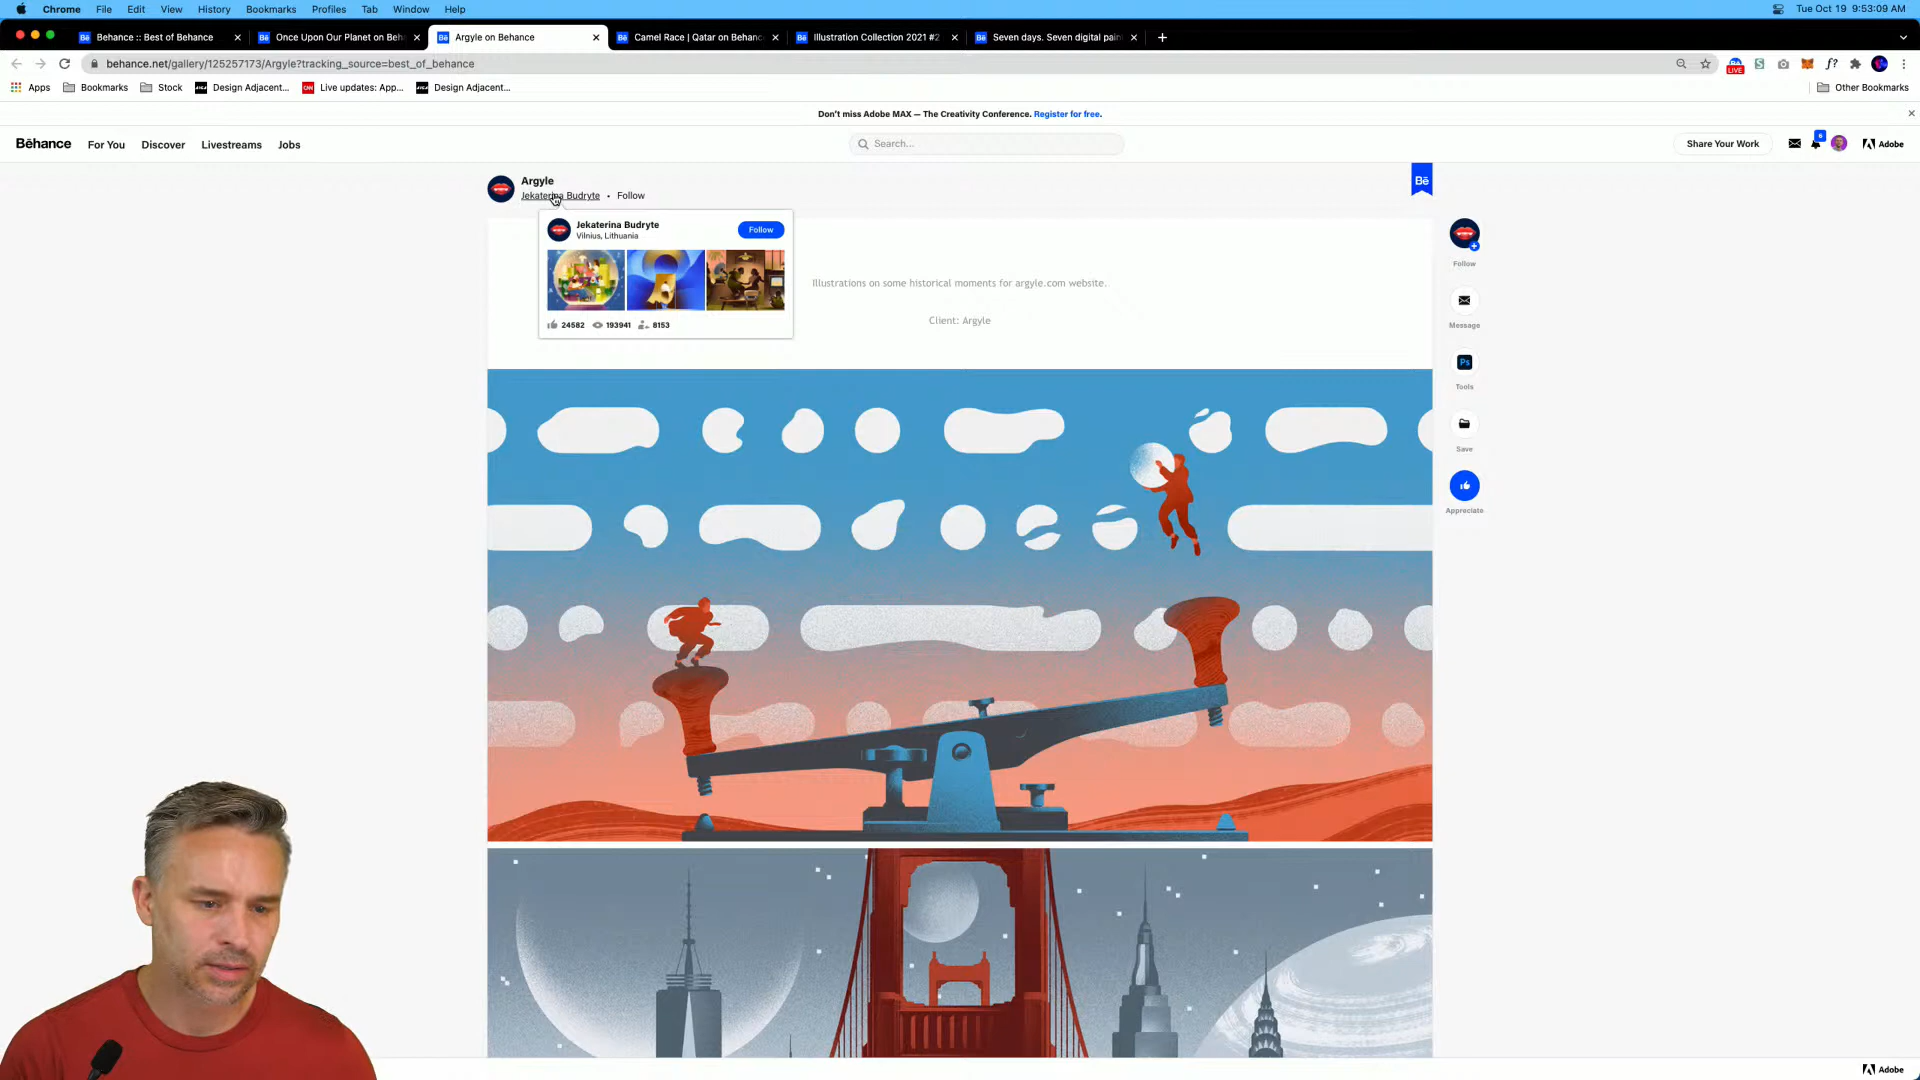 Chrome File Edit View History Bookmarks Profiles Tab Window Help Tue Oct 19 9:53:09 AM
Behance :: Best of Behance Once Upon Our Planet on Beh Argyle on Behance Camel Race | Qatar on Behanc Illustration Collection 2021 #2 Seven days. Seven digital pain
behance.net/gallery/125257173/Argyle?tracking_source=best_of_behance
LIVE
Apps Bookmarks Stock Design Adjacent... Live updates: App... Design Adjacent... Other Bookmarks
Don't miss Adobe MAX — The Creativity Conference. Register for free.
Bēhance For You Discover Livestreams Jobs Search... Share Your Work 6 Adobe
Argyle
Jekaterina Budryte • Follow
Bē
Jekaterina Budryte
Vilnius, Lithuania
Follow
24582 193941 8153
Illustrations on some historical moments for argyle.com website.
Client: Argyle
Follow
Message
Ps
Tools
Save
Appreciate
Adobe